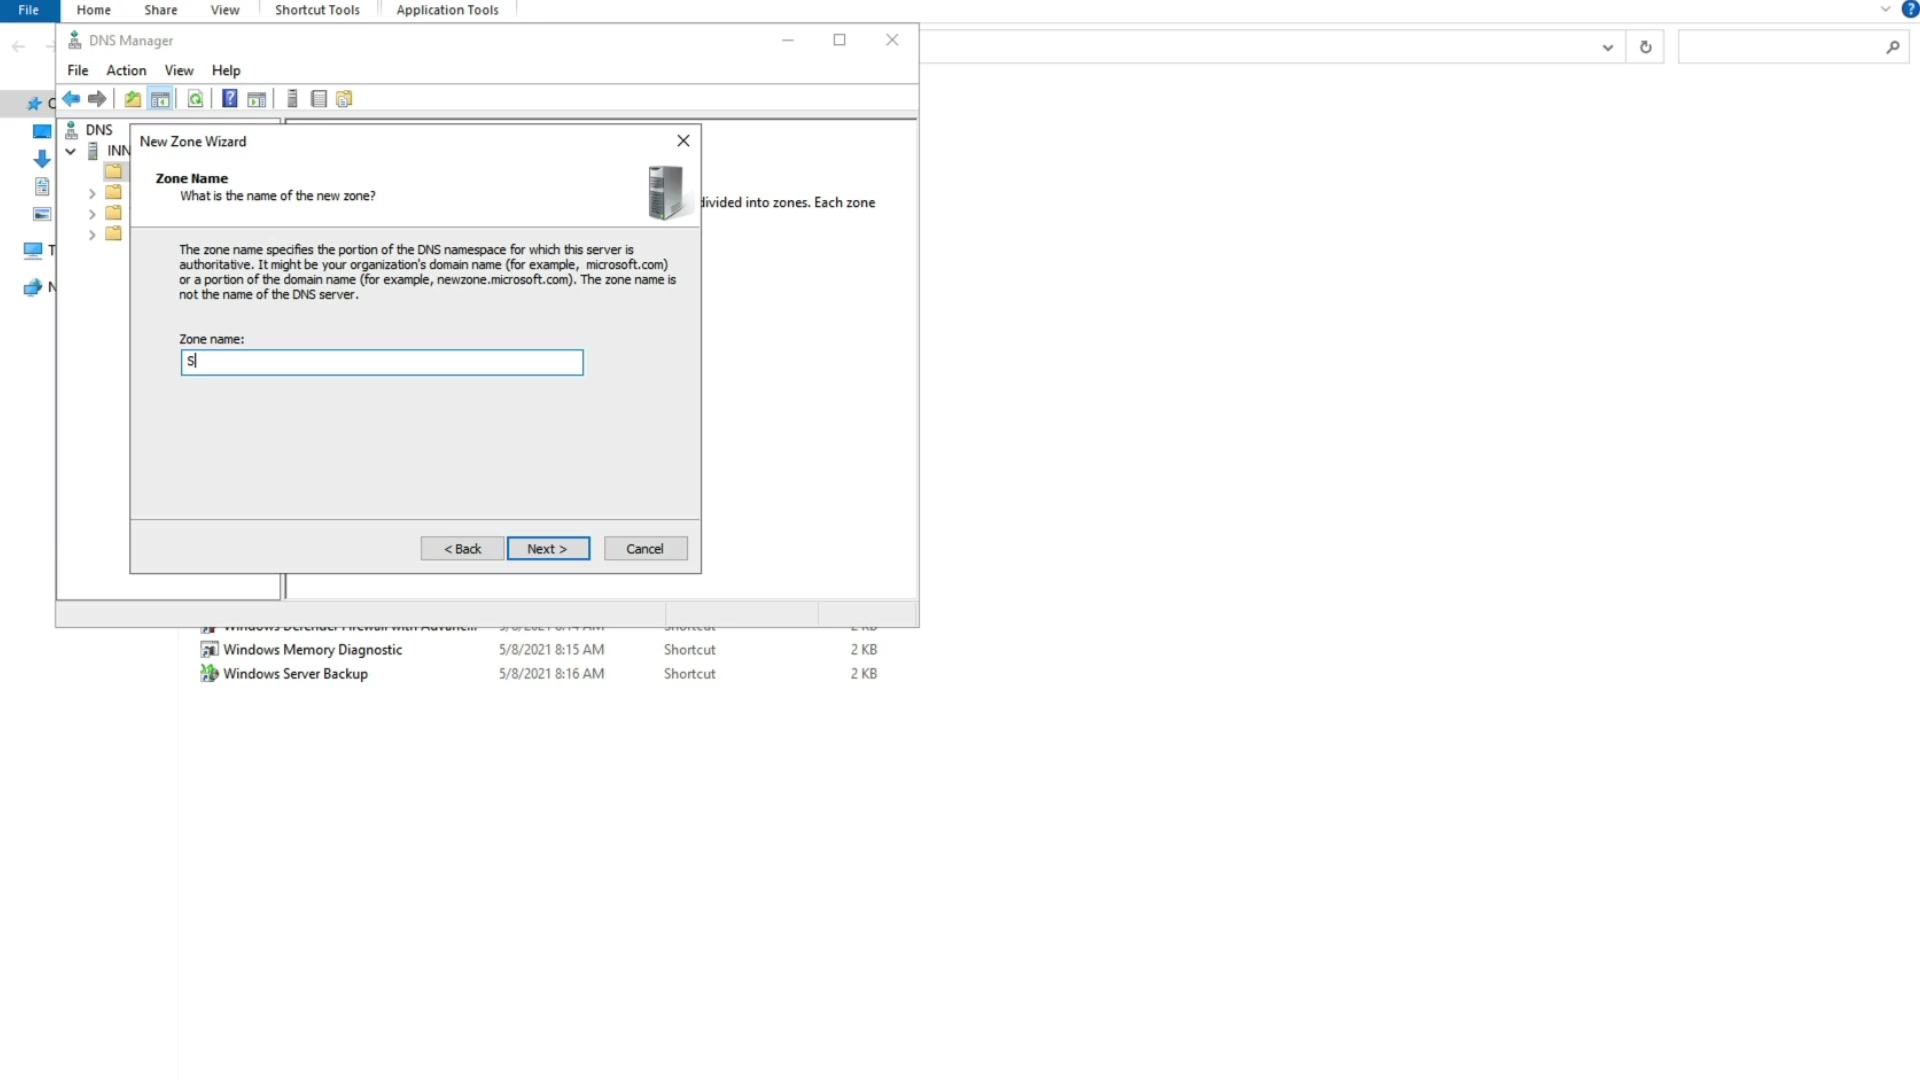 File Home Share View Shortcut Tools Application Tools
DNS Manager
File Action View Help
DNS
INN
New Zone Wizard
Zone Name
What is the name of the new zone?
divided into zones. Each zone
The zone name specifies the portion of the DNS namespace for which this server is
authoritative. It might be your organization's domain name (for example, microsoft.com)
or a portion of the domain name (for example, newzone.microsoft.com). The zone name is
not the name of the DNS server.
Zone name:
S
< Back Next > Cancel
Windows Memory Diagnostic 5/8/2021 8:15 AM Shortcut 2 KB
Windows Server Backup 5/8/2021 8:16 AM Shortcut 2 KB